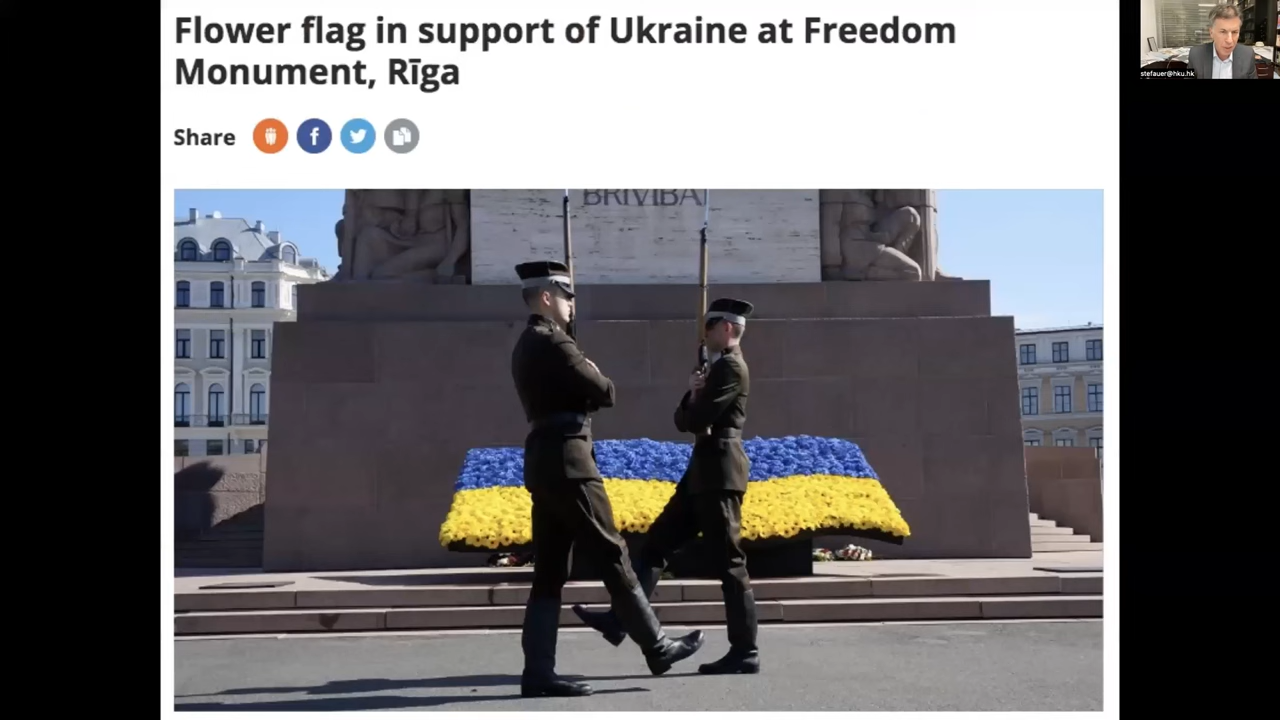 Flower flag in support of Ukraine at Freedom
Monument, Rīga
Share
BRIVIBAI
stefauer@hku.hk